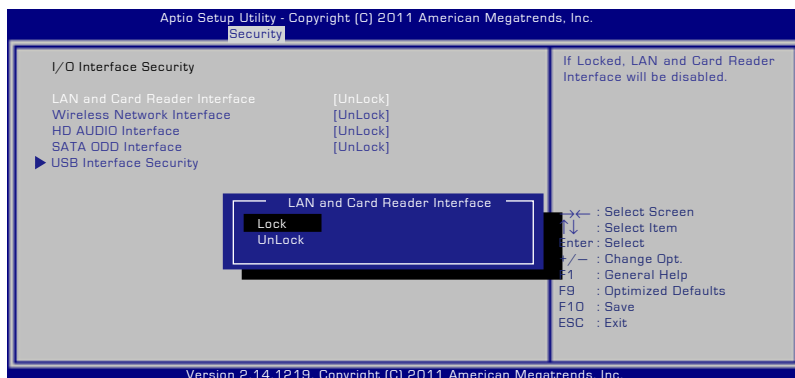 Aptio Setup Utility - Copyright (C) 2011 American Megatrends, Inc.
Security
I/O Interface Security
LAN and Card Reader Interface [UnLock]
Wireless Network Interface [UnLock]
HD AUDIO Interface [UnLock]
SATA ODD Interface [UnLock]
USB Interface Security
If Locked, LAN and Card Reader
Interface will be disabled.
LAN and Card Reader Interface
Lock
UnLock
→← : Select Screen
↑↓ : Select Item
Enter : Select
+/— : Change Opt.
F1 : General Help
F9 : Optimized Defaults
F10 : Save
ESC : Exit
Version 2.14.1219. Copyright (C) 2011 American Megatrends, Inc.